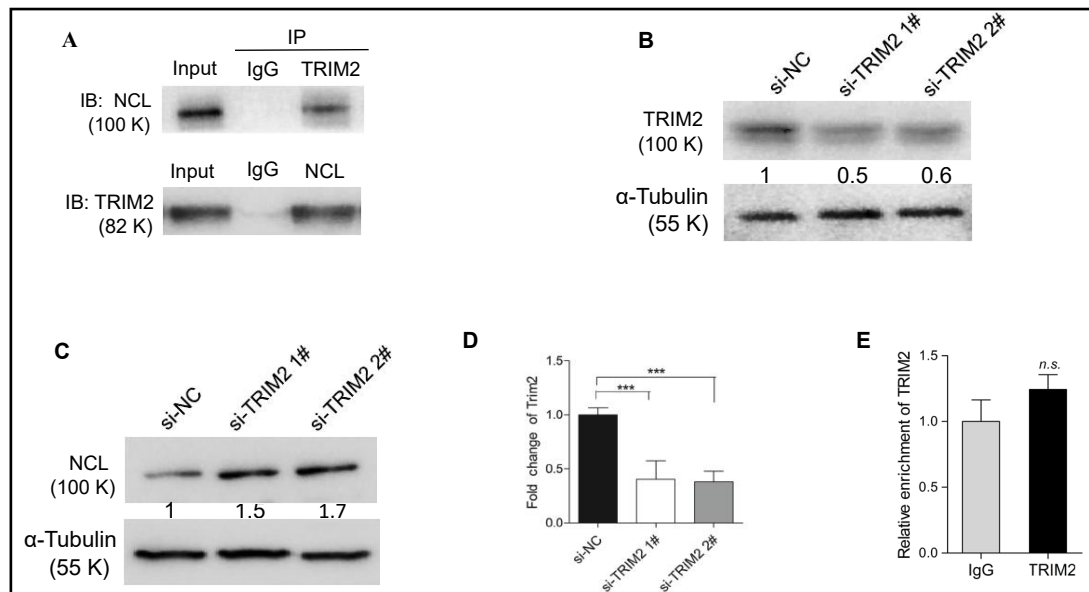 A
IP
Input IgG TRIM2
IB: NCL
(100 K)
Input IgG NCL
IB: TRIM2
(82 K)
B
si-NC si-TRIM2 1# si-TRIM2 2#
TRIM2
(100 K)
1 0.5 0.6
α-Tubulin
(55 K)
C
si-NC si-TRIM2 1# si-TRIM2 2#
NCL
(100 K)
1 1.5 1.7
α-Tubulin
(55 K)
D
Fold change of Trim2
1.5
1.0
0.5
0.0
***
***
si-NC si-TRIM2 1# si-TRIM2 2#
E
Relative enrichment of TRIM2
1.5
1.0
0.5
0.0
n.s.
IgG TRIM2